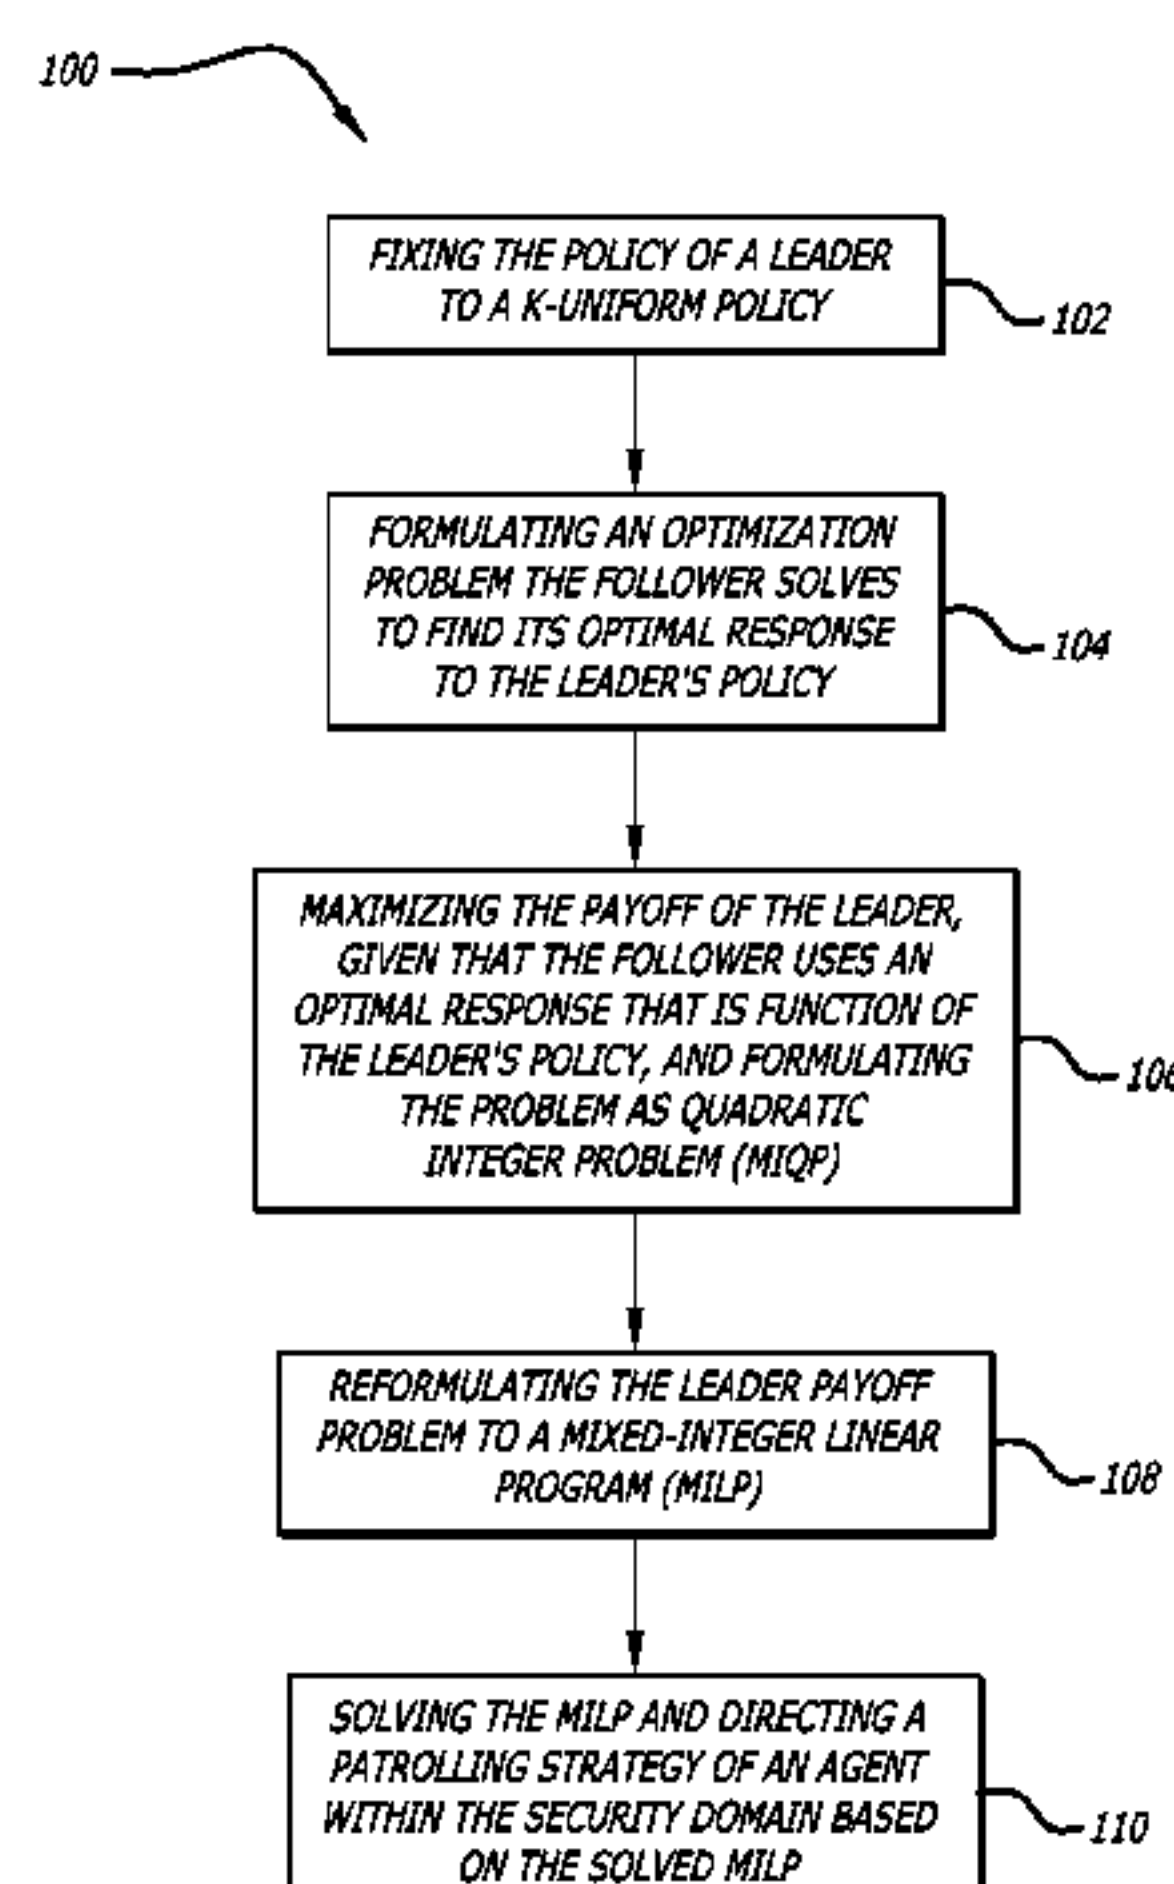 100
FIXING THE POLICY OF A LEADER
TO A K-UNIFORM POLICY
102
FORMULATING AN OPTIMIZATION
PROBLEM THE FOLLOWER SOLVES
TO FIND ITS OPTIMAL RESPONSE
TO THE LEADER'S POLICY
104
MAXIMIZING THE PAYOFF OF THE LEADER,
GIVEN THAT THE FOLLOWER USES AN
OPTIMAL RESPONSE THAT IS FUNCTION OF
THE LEADER'S POLICY, AND FORMULATING
THE PROBLEM AS QUADRATIC
INTEGER PROBLEM (MIQP)
106
REFORMULATING THE LEADER PAYOFF
PROBLEM TO A MIXED-INTEGER LINEAR
PROGRAM (MILP)
108
SOLVING THE MILP AND DIRECTING A
PATROLLING STRATEGY OF AN AGENT
WITHIN THE SECURITY DOMAIN BASED
ON THE SOLVED MILP
110